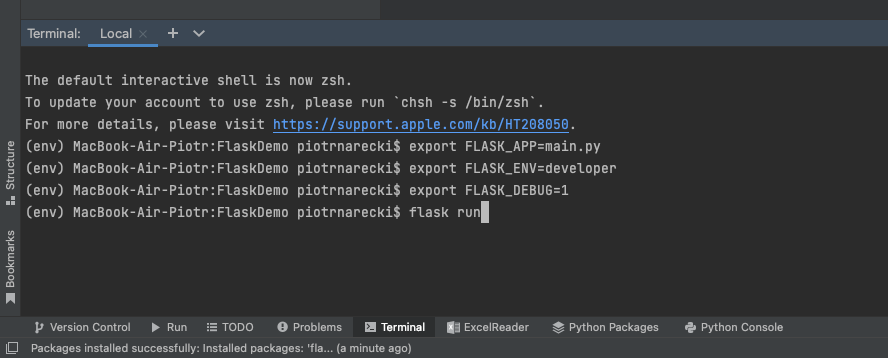 Terminal: Local × + 
The default interactive shell is now zsh.
To update your account to use zsh, please run `chsh -s /bin/zsh`.
For more details, please visit https://support.apple.com/kb/HT208050.
(env) MacBook-Air-Piotr:FlaskDemo piotrnarecki$ export FLASK_APP=main.py
(env) MacBook-Air-Piotr:FlaskDemo piotrnarecki$ export FLASK_ENV=developer
(env) MacBook-Air-Piotr:FlaskDemo piotrnarecki$ export FLASK_DEBUG=1
(env) MacBook-Air-Piotr:FlaskDemo piotrnarecki$ flask run
Structure
Bookmarks
Version Control Run TODO Problems Terminal ExcelReader Python Packages Python Console
Packages installed successfully: Installed packages: 'fla... (a minute ago)